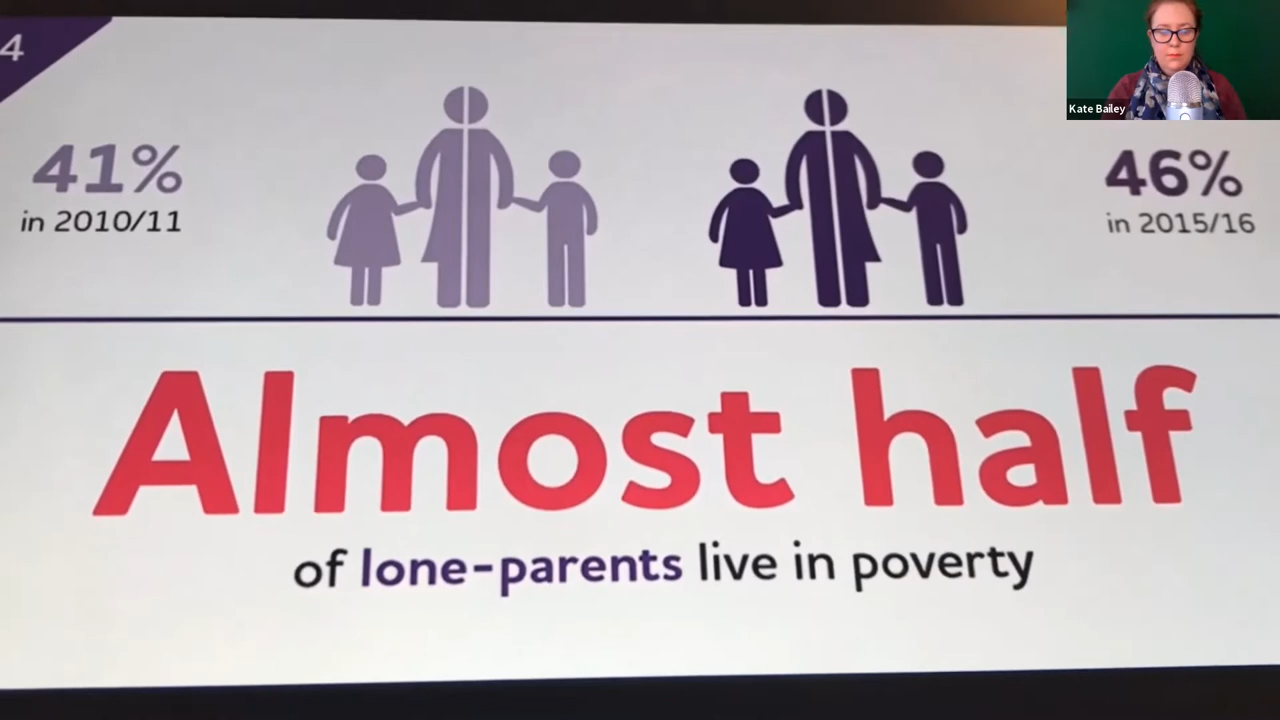 4
Kate Bailey
41%
in 2010/11
46%
in 2015/16
Almost half
of lone-parents live in poverty